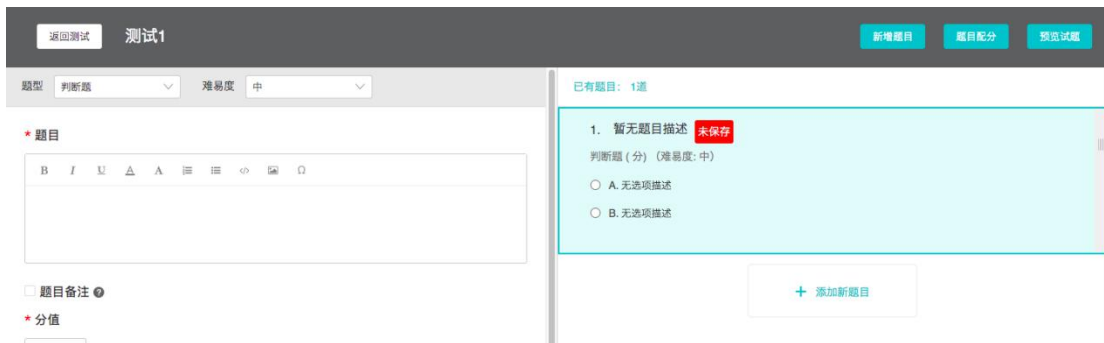 返回测试 测试1 新增题目 题目配分 预览试题
题型 判断题 难易度 中
* 题目
B I U A A Ω
题目备注
* 分值
已有题目: 1道
1. 暂无题目描述 未保存
判断题 ( 分) (难易度: 中)
A. 无选项描述
B. 无选项描述
+ 添加新题目